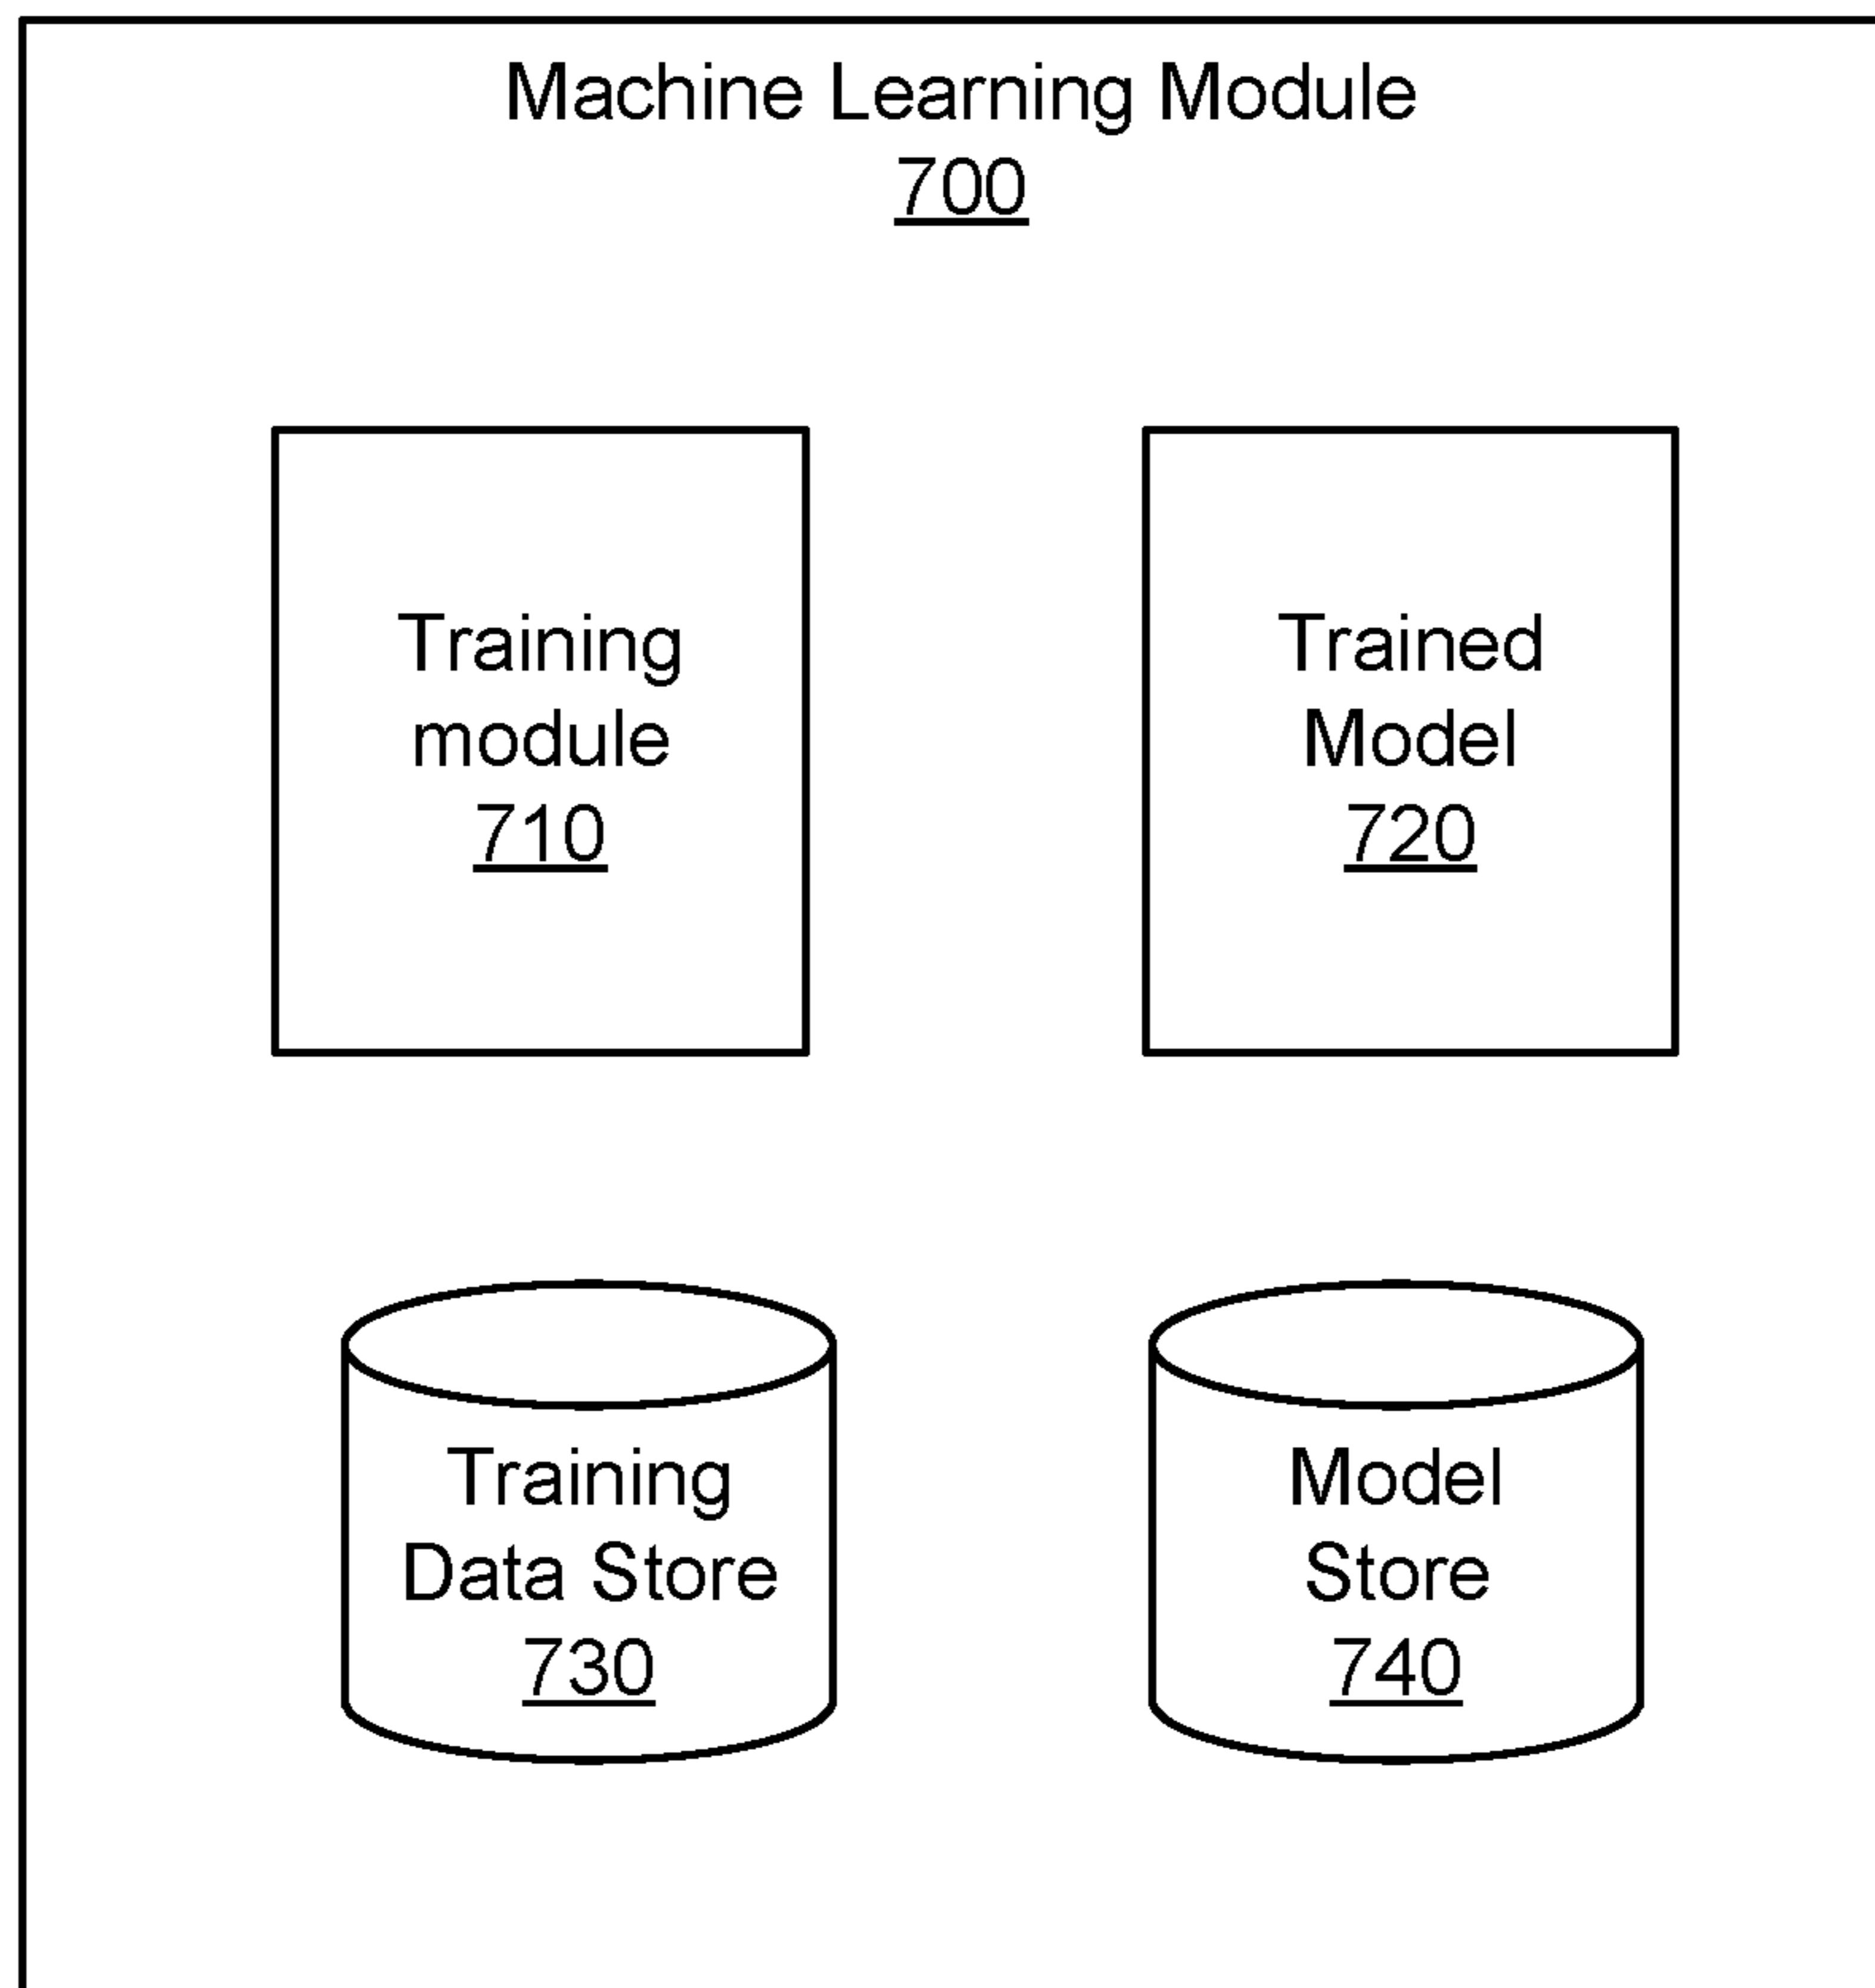 Machine Learning Module
700
Training
module
710
Trained
Model
720
Training
Data Store
730
Model
Store
740